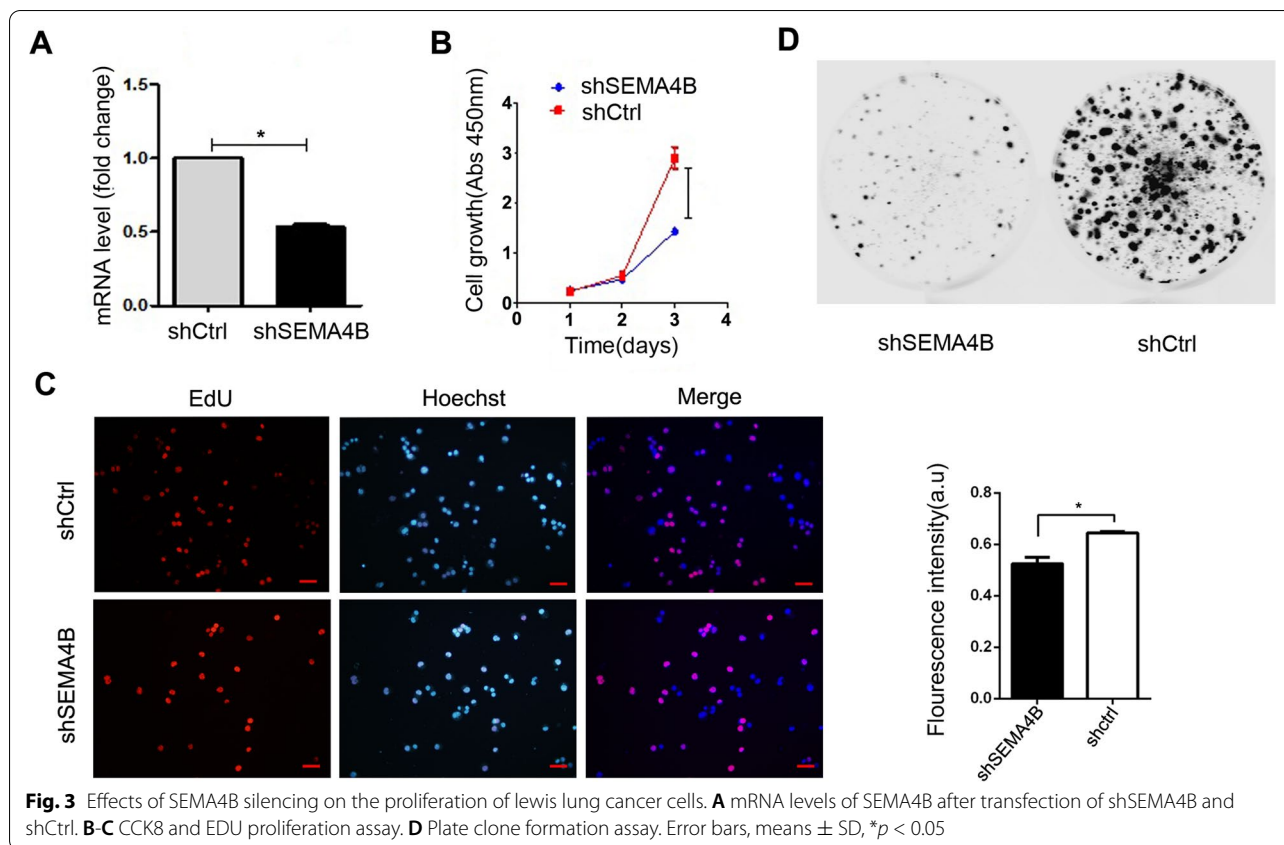 A
mRNA level (fold change)
1.5
1.0
0.5
0.0
*
shCtrl shSEMA4B
B
shSEMA4B
shCtrl
Cell growth(Abs 450nm)
4
3
2
1
0
0 1 2 3 4
Time(days)
D
shSEMA4B shCtrl
C
EdU Hoechst Merge
shCtrl
shSEMA4B
Flourescence intensity(a.u)
0.8
0.6
0.4
0.2
0.0
*
shSEMA4B shctrl
Fig. 3 Effects of SEMA4B silencing on the proliferation of lewis lung cancer cells. A mRNA levels of SEMA4B after transfection of shSEMA4B and
shCtrl. B-C CCK8 and EDU proliferation assay. D Plate clone formation assay. Error bars, means ± SD, *p < 0.05